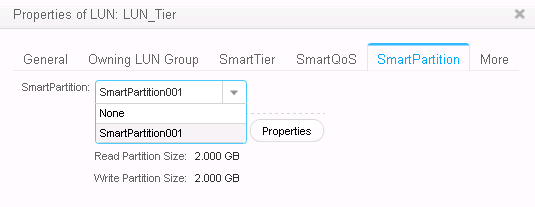 Properties of LUN: LUN_Tier
General Owning LUN Group SmartTier SmartQoS SmartPartition More
SmartPartition: SmartPartition001
None
SmartPartition001
Properties
Read Partition Size: 2.000 GB
Write Partition Size: 2.000 GB